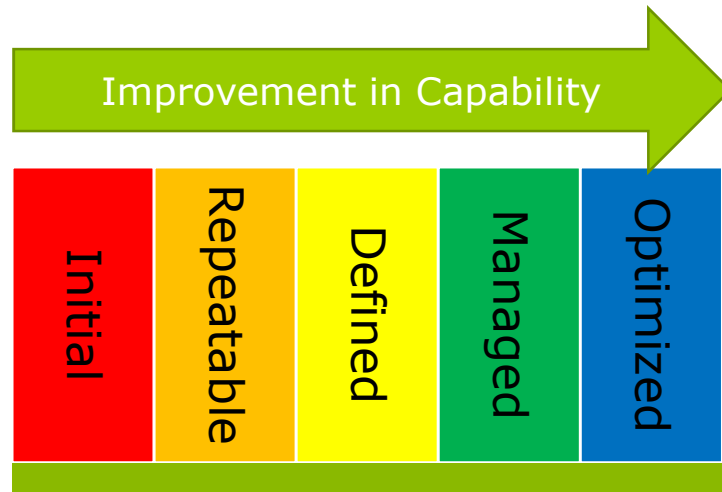 Improvement in Capability
Initial
Repeatable
Defined
Managed
Optimized